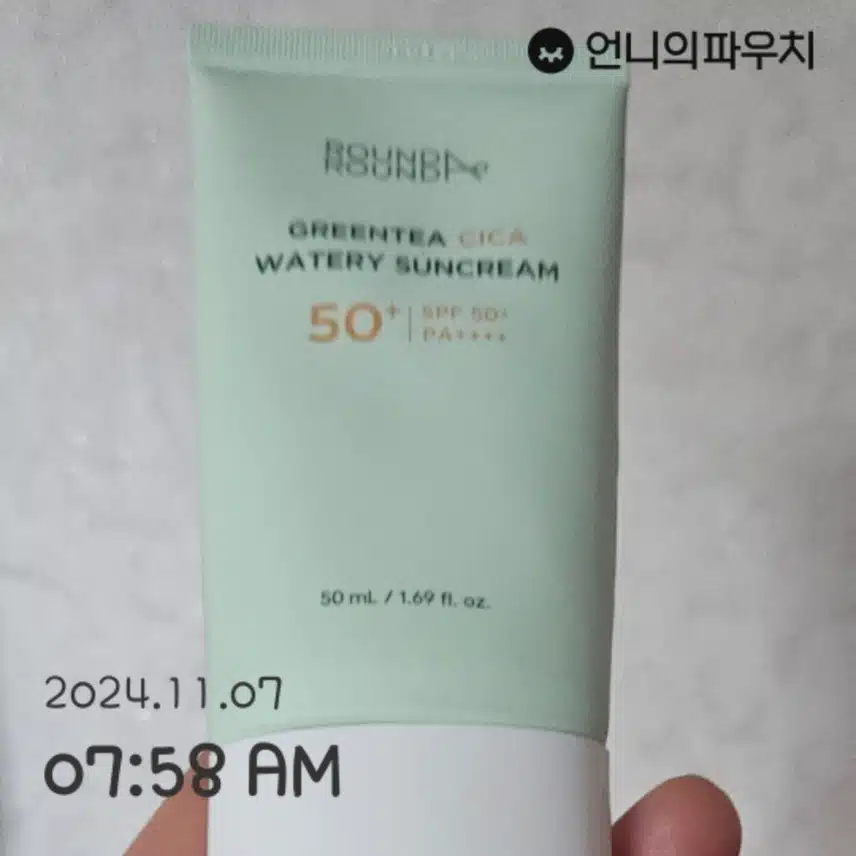 언니의파우치
ROUND A'ROUND
GREENTEA CICA
WATERY SUNCREAM
50+ SPF 50+
PA++++
50 mL / 1.69 fl. oz.
2024.11.07
07:58 AM